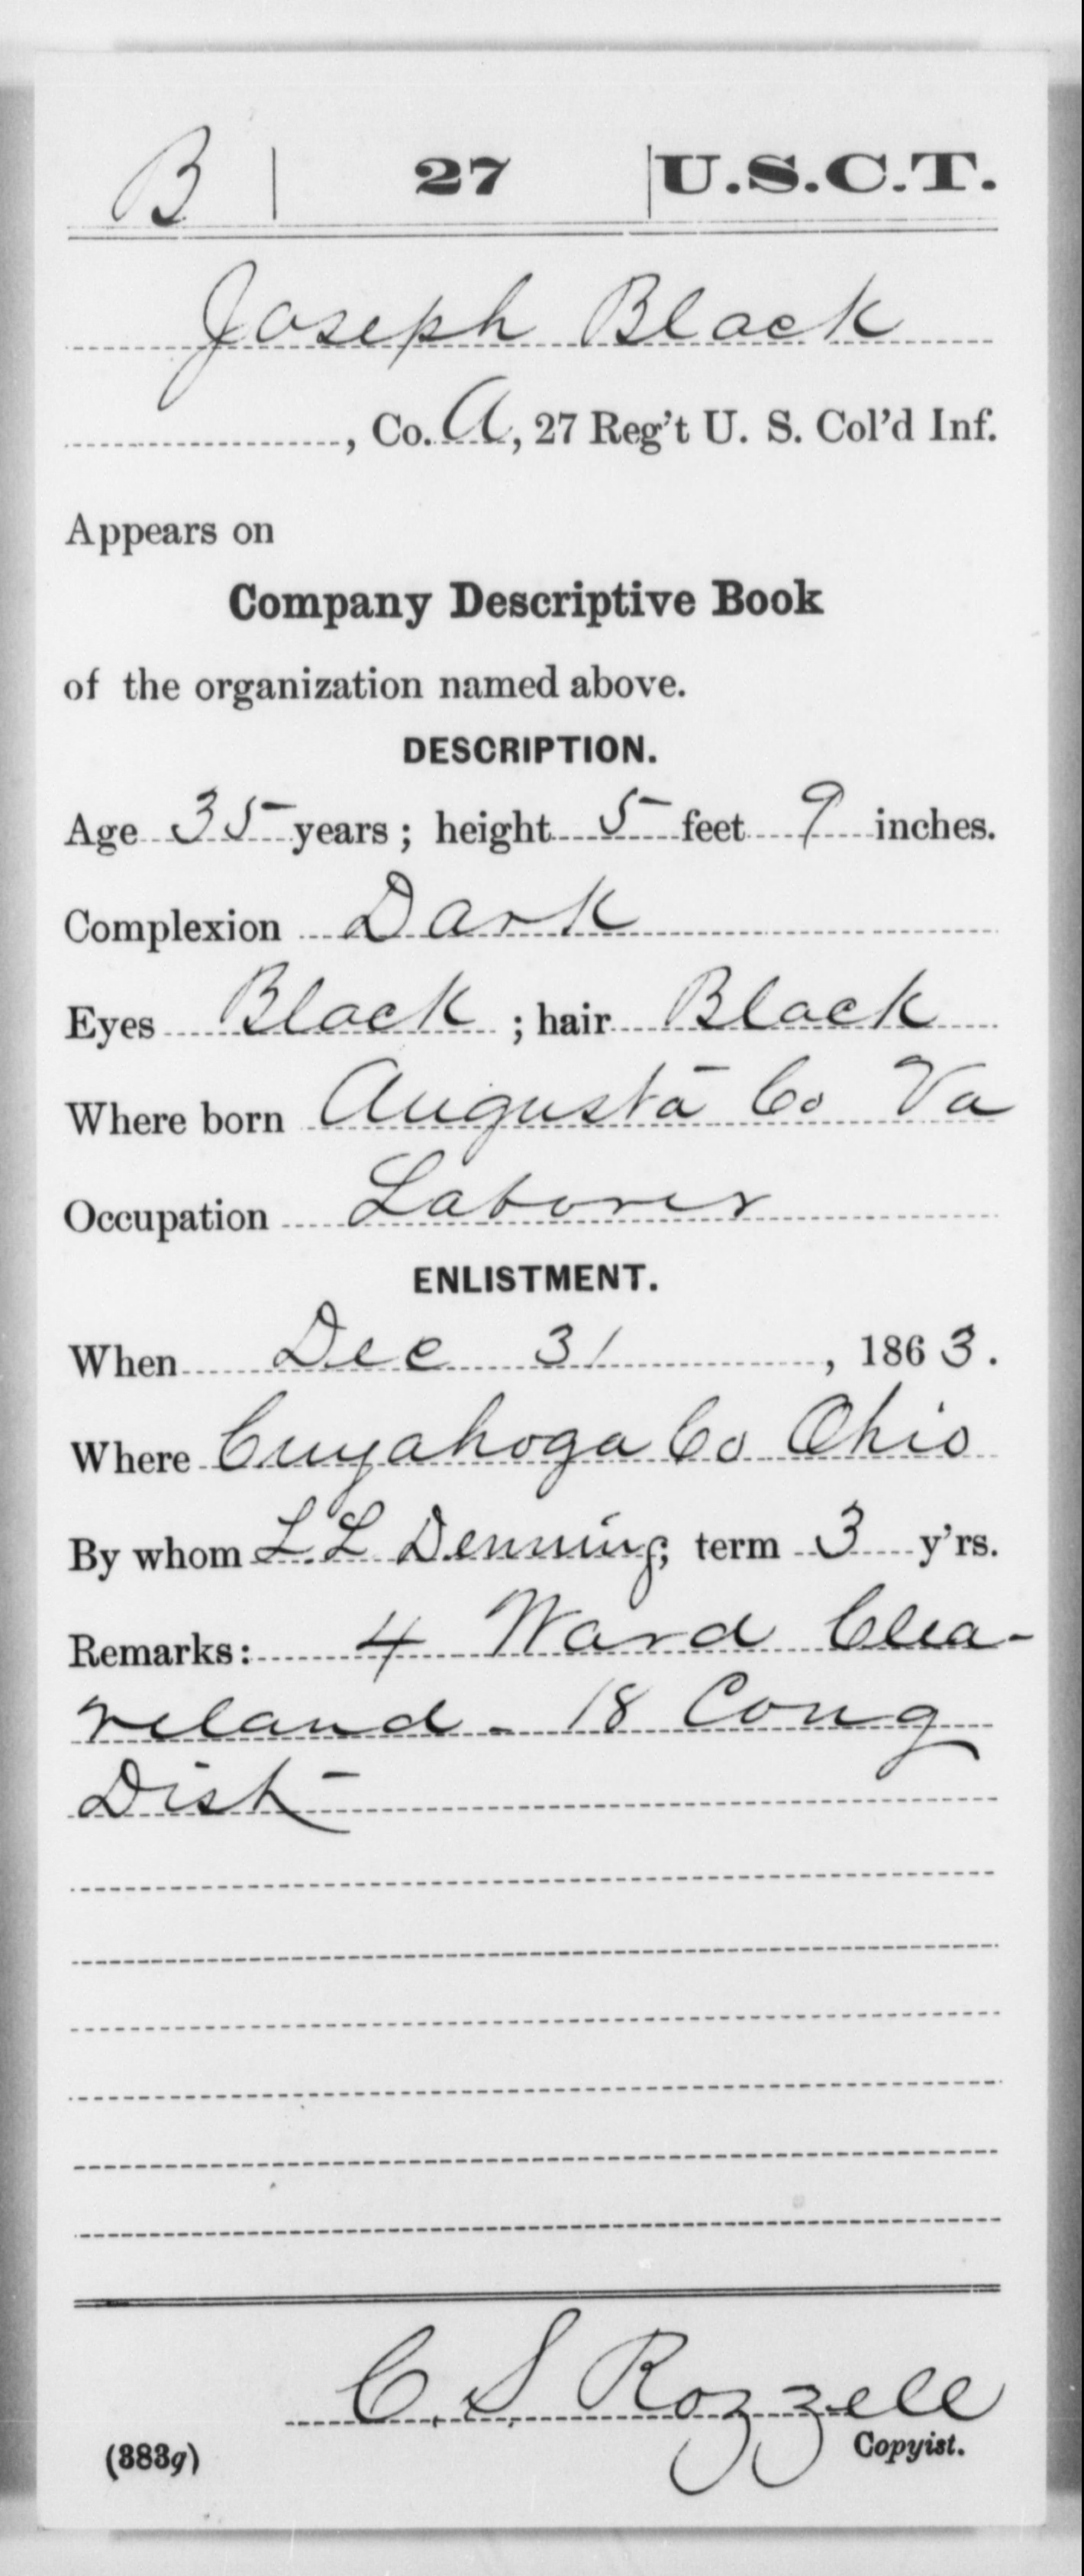 B | 27 | U.S.C.T.
Joseph Black
, Co. A, 27 Reg't U. S. Col'd Inf.
Appears on
Company Descriptive Book
of the organization named above.
DESCRIPTION.
Age 35 years; height 5 feet 9 inches.
Complexion Dark
Eyes Black; hair Black
Where born Augusta Co Va
Occupation Laborer
ENLISTMENT.
When Dec 31, 1863.
Where Cuyahoga Co Ohio
By whom L L Denning; term 3 y'rs.
Remarks: 4 Ward Clea-
veland - 18 Cong
Dist
C. S. Rozzell
Copyist.
(383g)